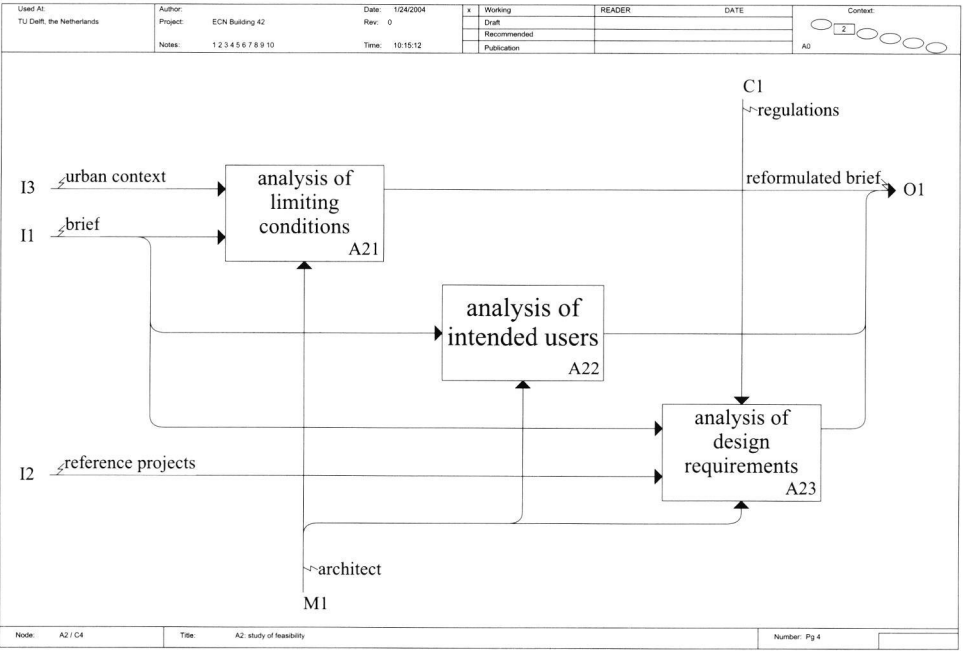 Used At:
TU Delft, the Netherlands
Author:
Project: ECN Building 42
Notes: 1 2 3 4 5 6 7 8 9 10
Date: 1/24/2004
Rev: 0
Time: 10:15:12
x Working
Draft
Recommended
Publication
READER DATE
Context:
2
A0
C1
regulations
I3 urban context
analysis of
limiting
conditions
A21
reformulated brief O1
I1 brief
analysis of
intended users
A22
analysis of
design
requirements
A23
I2 reference projects
architect
M1
Node: A2 / C4
Title: A2: study of feasibility
Number: Pg 4